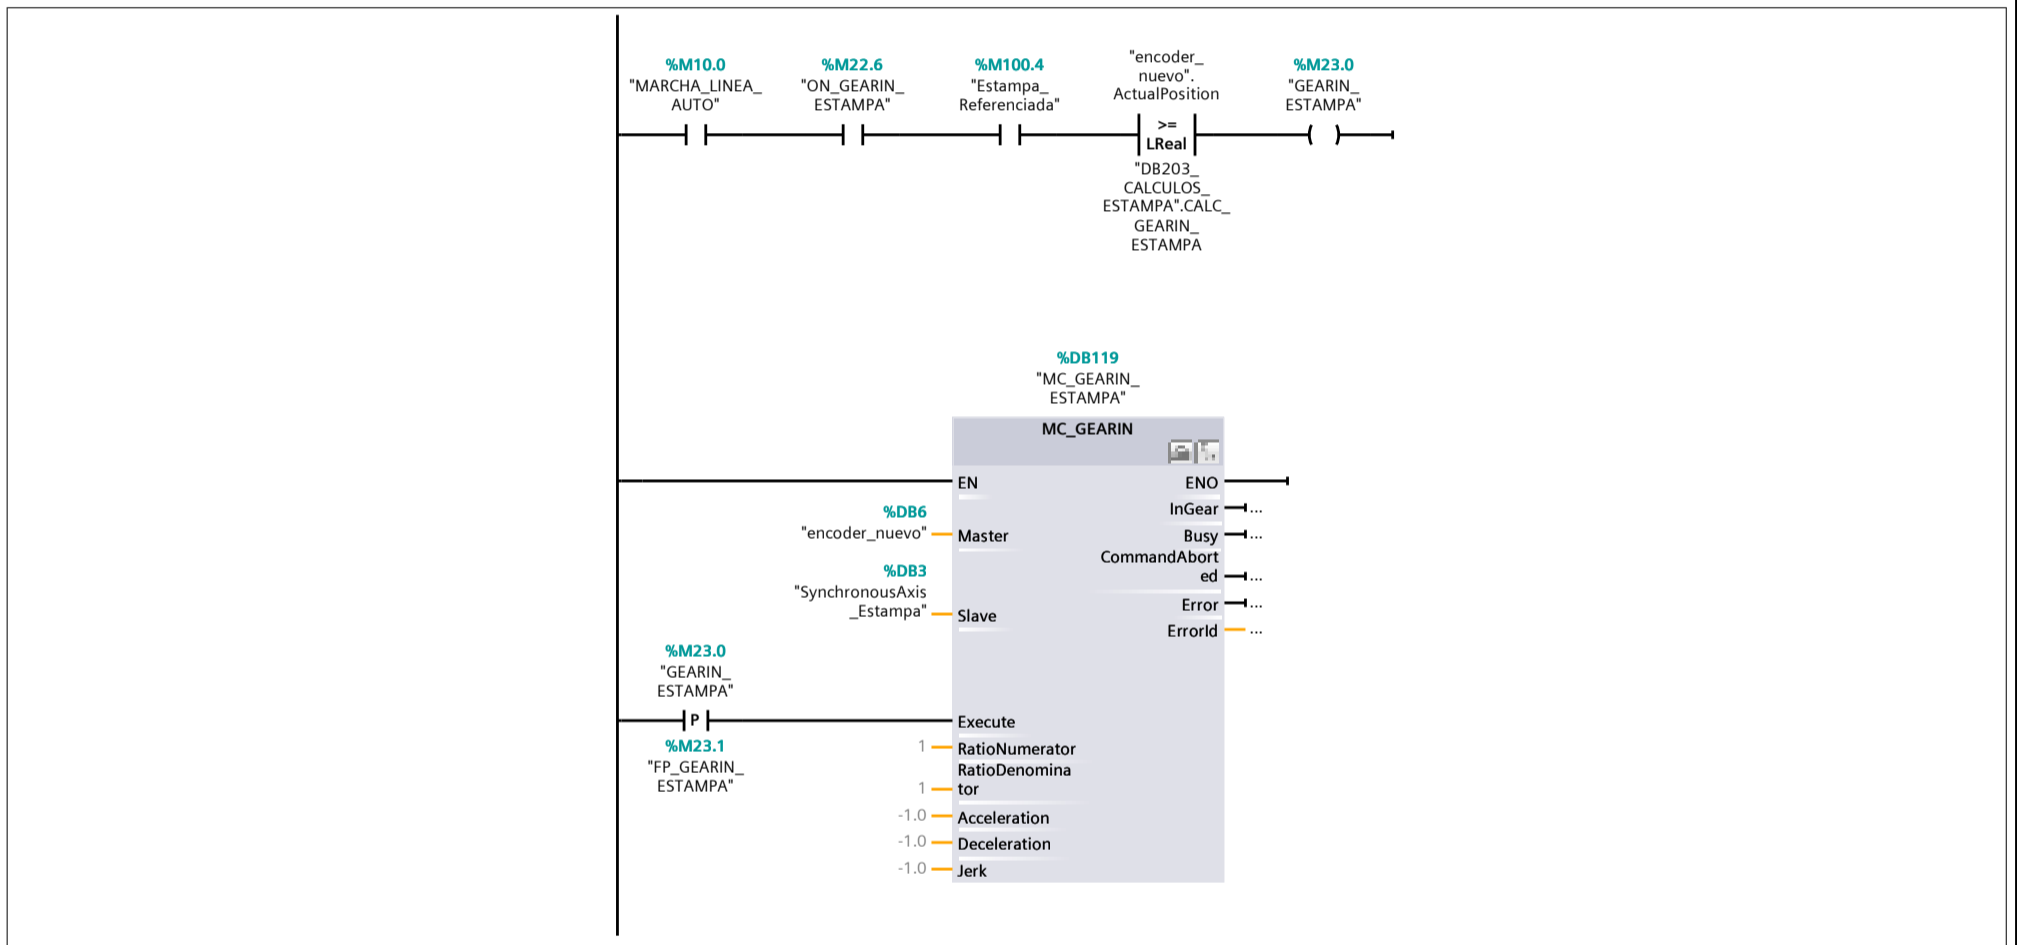 %M10.0
"MARCHA_LINEA_
AUTO"
%M22.6
"ON_GEARIN_
ESTAMPA"
%M100.4
"Estampa_
Referenciada"
"encoder_
nuevo".
ActualPosition
>=
LReal
"DB203_
CALCULOS_
ESTAMPA".CALC_
GEARIN_
ESTAMPA
%M23.0
"GEARIN_
ESTAMPA"
%DB119
"MC_GEARIN_
ESTAMPA"
MC_GEARIN
EN
ENO
InGear
...
%DB6
"encoder_nuevo"
Master
Busy
...
CommandAbort
ed
...
%DB3
"SynchronousAxis
_Estampa"
Slave
Error
...
ErrorId
...
%M23.0
"GEARIN_
ESTAMPA"
P
%M23.1
"FP_GEARIN_
ESTAMPA"
Execute
1
RatioNumerator
RatioDenomina
tor
1
-1.0
Acceleration
-1.0
Deceleration
-1.0
Jerk